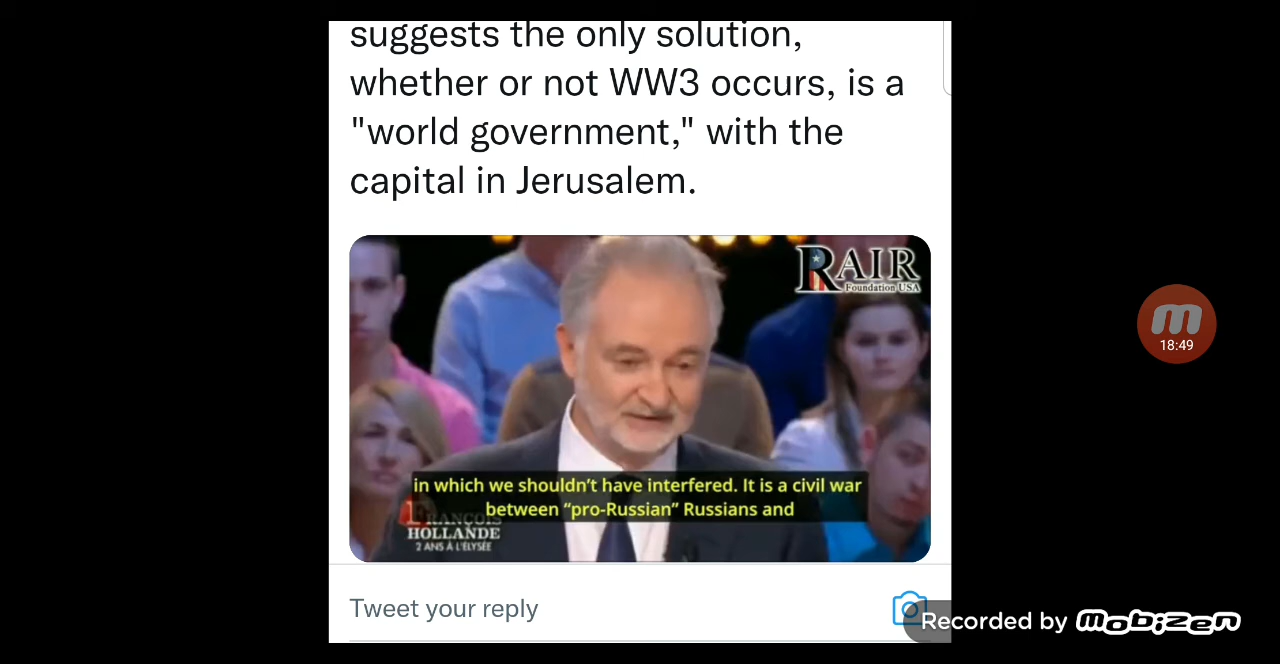 suggests the only solution,
whether or not WW3 occurs, is a
"world government," with the
capital in Jerusalem.
RAIR
Foundation USA
in which we shouldn't have interfered. It is a civil war
between “pro-Russian” Russians and
FRANÇOIS
HOLLANDE
2 ANS À L'ÉLYSÉE
Tweet your reply
m
18:49
Recorded by mobizen